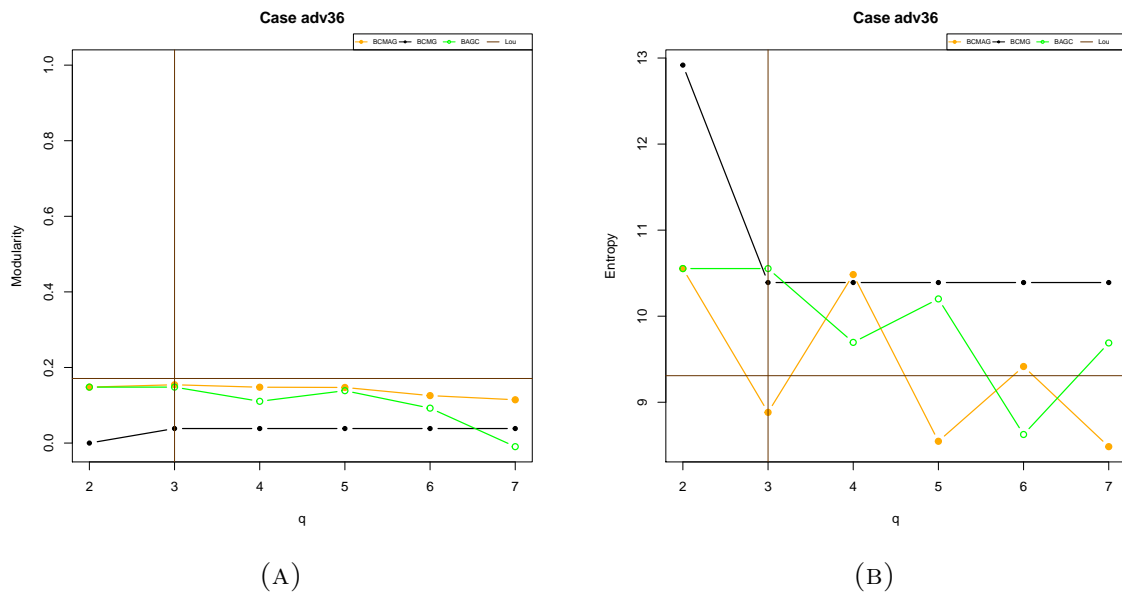 Case adv36
BCMAG BCMG BAGC Lou
Modularity
1.0
0.8
0.6
0.4
0.2
0.0
2 3 4 5 6 7
q
(A)
Case adv36
BCMAG BCMG BAGC Lou
Entropy
13
12
11
10
9
2 3 4 5 6 7
q
(B)